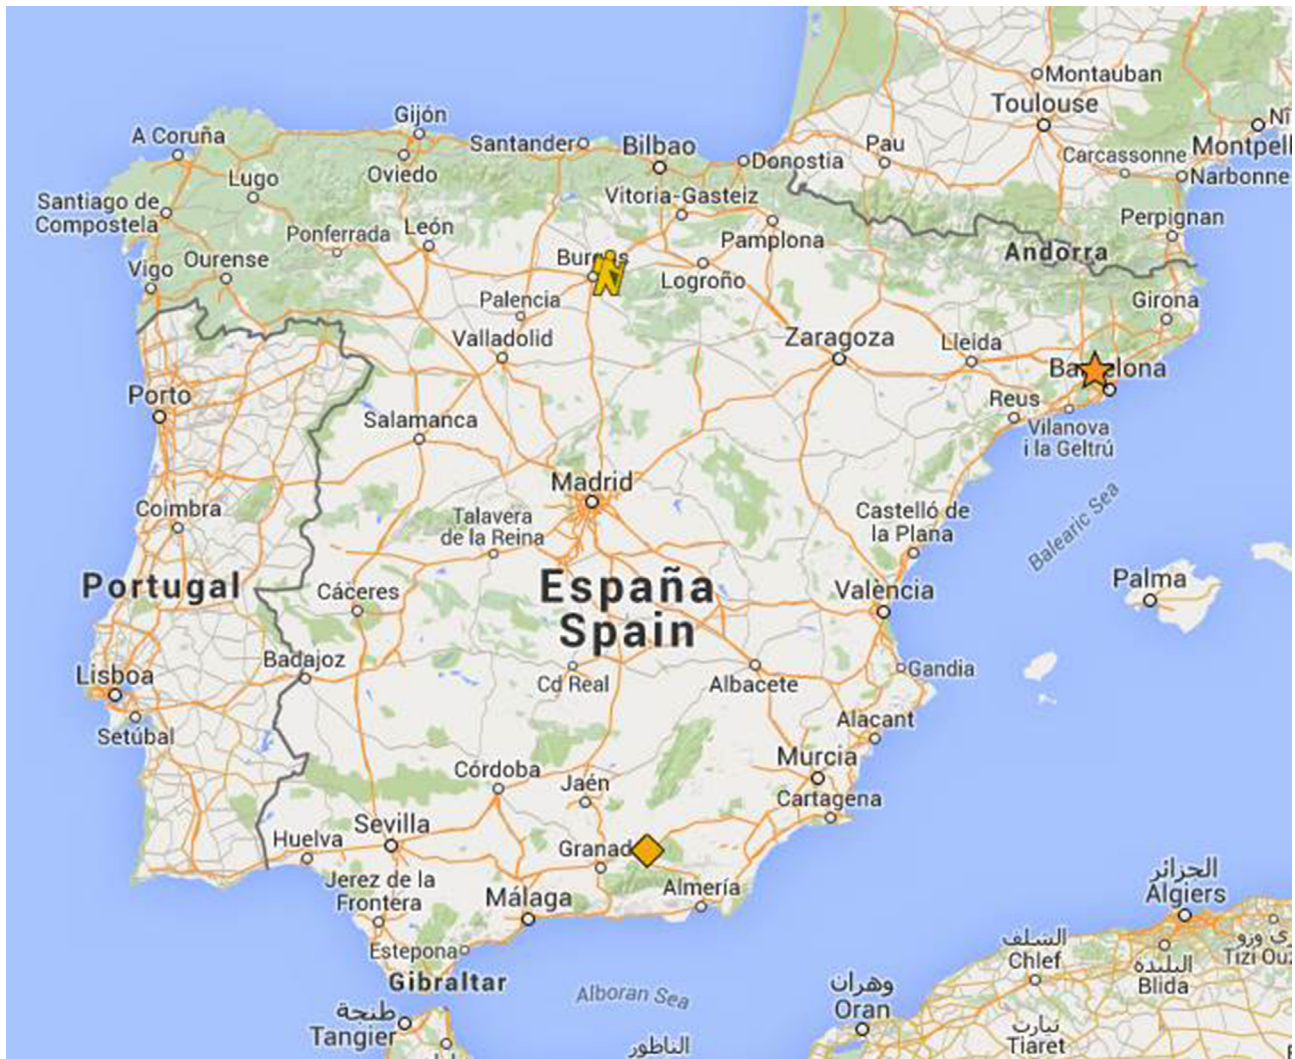 Montauban
Toulouse
Gijón
A Coruña
Santander
Bilbao
Pau
Montpell
Carcassonne
Donostia
Oviedo
Narbonne
Lugo
Vitoria-Gasteiz
Santiago de
Compostela
Perpignan
Ponferrada
León
Pamplona
Andorra
Ourense
Vigo
Logroño
Palencia
Girona
Valladolid
Zaragoza
Lleida
Porto
Reus
Salamanca
Vilanova
i la Geltrú
Madrid
Coimbra
Talavera
de la Reina
Castelló de
la Plana
Balearic Sea
Portugal
España
Spain
Cáceres
València
Palma
Badajoz
Lisboa
Cd Real
Albacete
Gandia
Setúbal
Alacant
Murcia
Córdoba
Jaén
Cartagena
Sevilla
Huelva
Granad
Jerez de la
Frontera
Málaga
Almería
الجزائر
Algiers
Estepona
Gibraltar
الشلف
Chlef
البليدة
Blida
Tizi Ouz
Alboran Sea
وهران
Oran
طنجة
Tangier
تيارت
Tiaret
الناظور